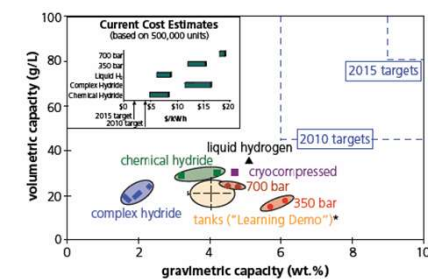 Current Cost Estimates
(based on 500,000 units)
700 bar
350 bar
Liquid H₂
Complex Hydride
Chemical Hydride
$0 $5 $10 $15 $20
2015 target
2010 target
$/kWh
100
80
60
40
20
0
volumetric capacity (g/L)
2015 targets
2010 targets
liquid hydrogen
chemical hydride
cryocompressed
700 bar
350 bar
complex hydride
tanks ("Learning Demo")*
0 2 4 6 8 10
gravimetric capacity (wt.%)